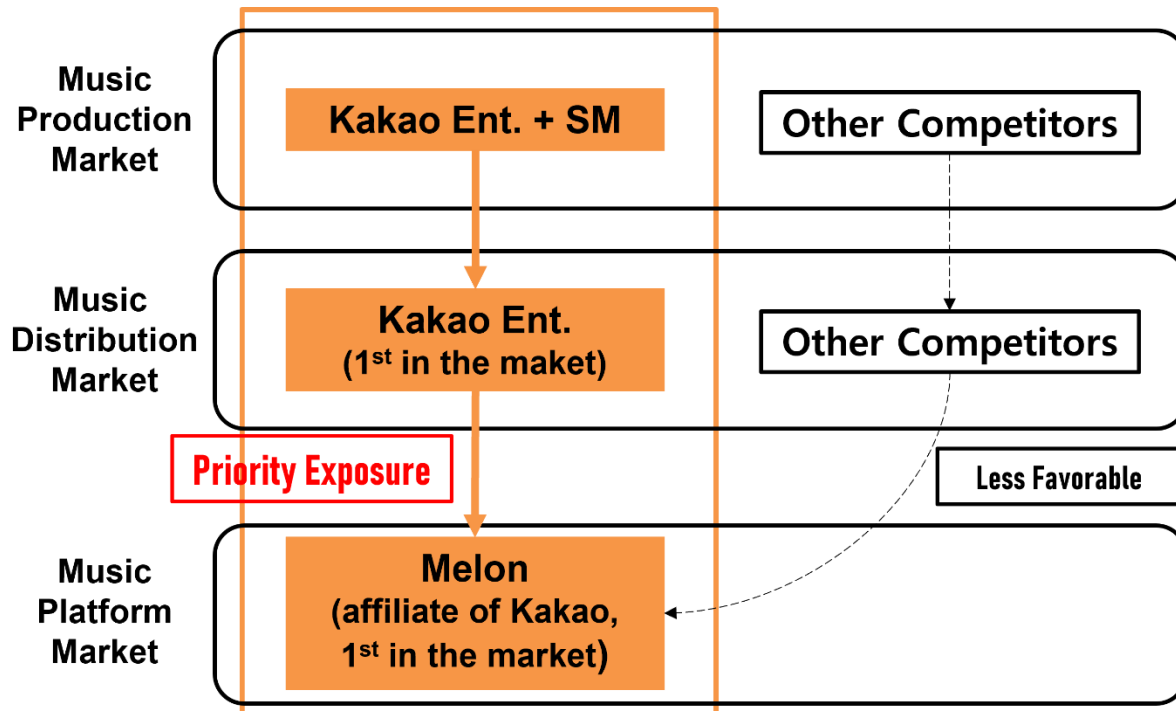 Music
Production
Market
Kakao Ent. + SM
Other Competitors
Music
Distribution
Market
Kakao Ent.
(1st in the maket)
Other Competitors
Priority Exposure
Less Favorable
Music
Platform
Market
Melon
(affiliate of Kakao,
1st in the market)